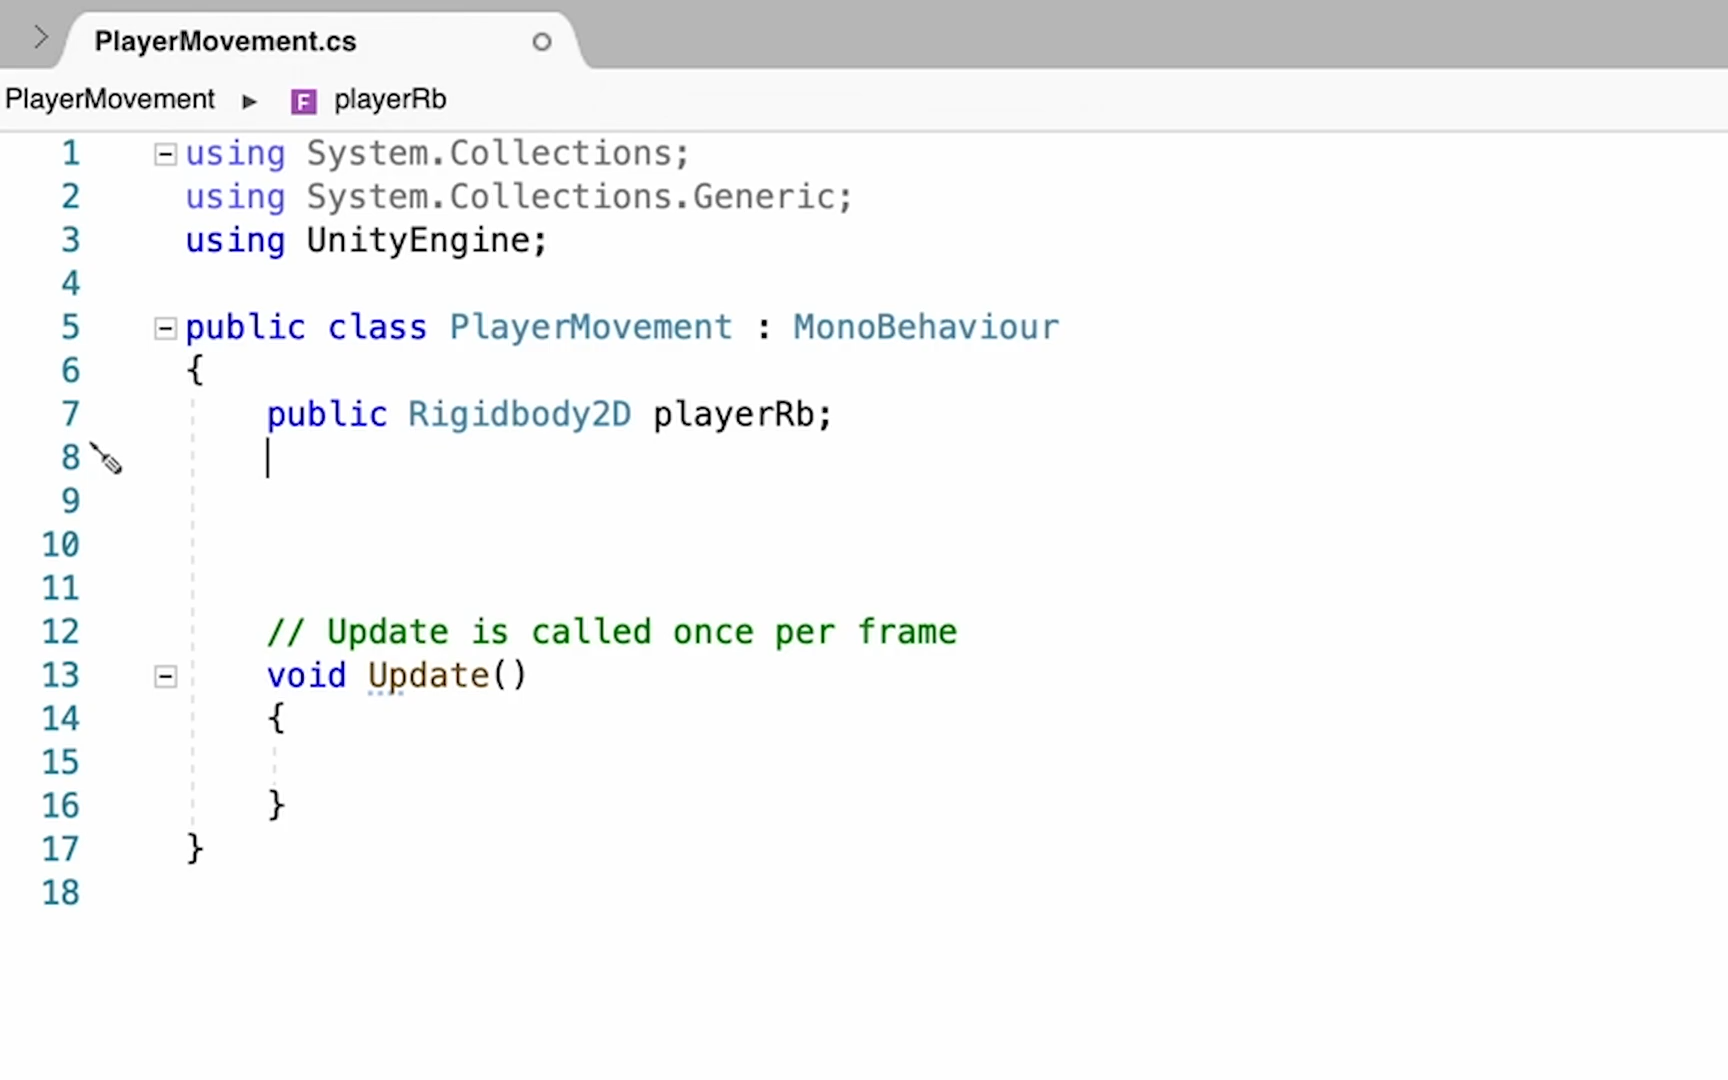 PlayerMovement.cs
PlayerMovement ▶ F playerRb
1 using System.Collections;
2 using System.Collections.Generic;
3 using UnityEngine;
4
5 public class PlayerMovement : MonoBehaviour
6 {
7 public Rigidbody2D playerRb;
8
9
10
11
12 // Update is called once per frame
13 void Update()
14 {
15
16 }
17 }
18